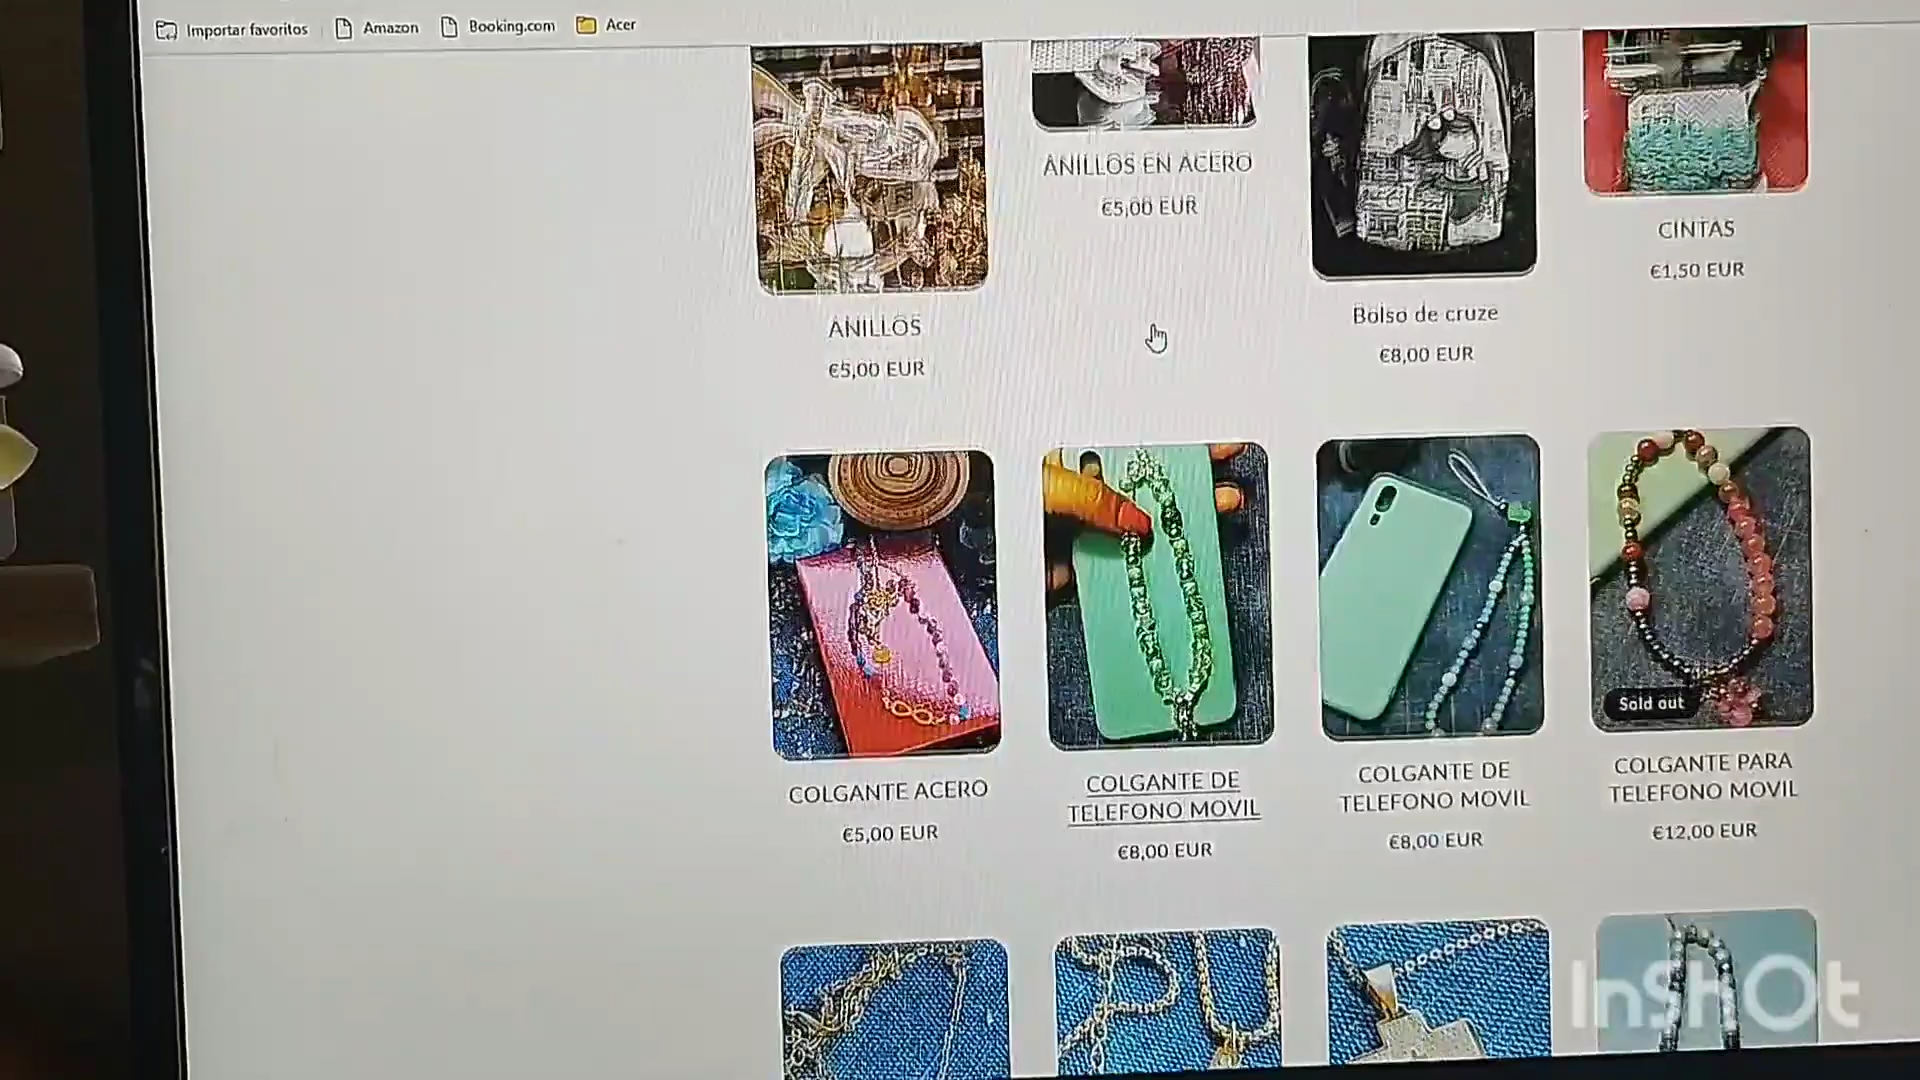 Importar favoritos
Amazon
Booking.com
Acer
ANILLOS
€5,00 EUR
ANILLOS EN ACERO
€5,00 EUR
Bolso de cruze
€8,00 EUR
CINTAS
€1,50 EUR
COLGANTE ACERO
€5,00 EUR
COLGANTE DE
TELEFONO MOVIL
€8,00 EUR
COLGANTE DE
TELEFONO MOVIL
€8,00 EUR
Sold out
COLGANTE PARA
TELEFONO MOVIL
€12,00 EUR
InShOt